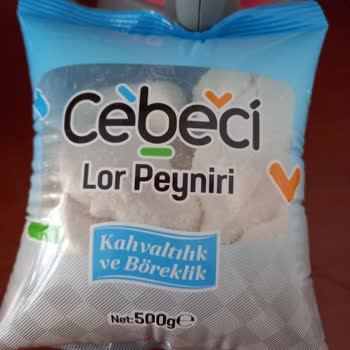 Cebeci
Lor Peyniri
Kahvaltılık
ve Böreklik
Net:500g℮